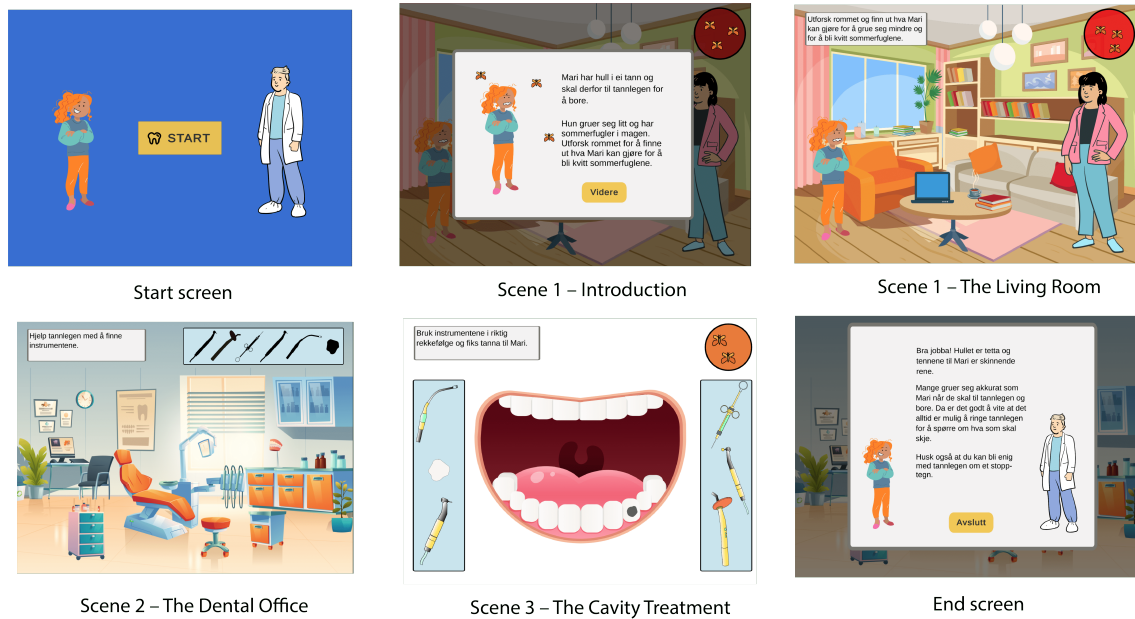 START
Start screen
Mari har hull i ei tann og
skal derfor til tannlegen for
å bore.
Hun gruer seg litt og har
sommerfugler i magen.
Utforsk rommet for å finne
ut hva Mari kan gjøre for å
bli kvitt sommerfuglene.
Videre
Scene 1 – Introduction
Utforsk rommet og finn ut hva Mari
kan gjøre for å grue seg mindre og
for å bli kvitt sommerfuglene.
Scene 1 – The Living Room
Hjelp tannlegen med å finne
instrumentene.
Scene 2 – The Dental Office
Bruk instrumentene i riktig
rekkefølge og fiks tanna til Mari.
Scene 3 – The Cavity Treatment
Bra jobba! Hullet er tetta og
tennene til Mari er skinnende
rene.
Mange gruer seg akkurat som
Mari når de skal til tannlegen og
bore. Da er det godt å vite at det
alltid er mulig å ringe tannlegen
for å spørre om hva som skal
skje.
Husk også at du kan bli enig
med tannlegen om et stopp-
tegn.
Avslutt
End screen